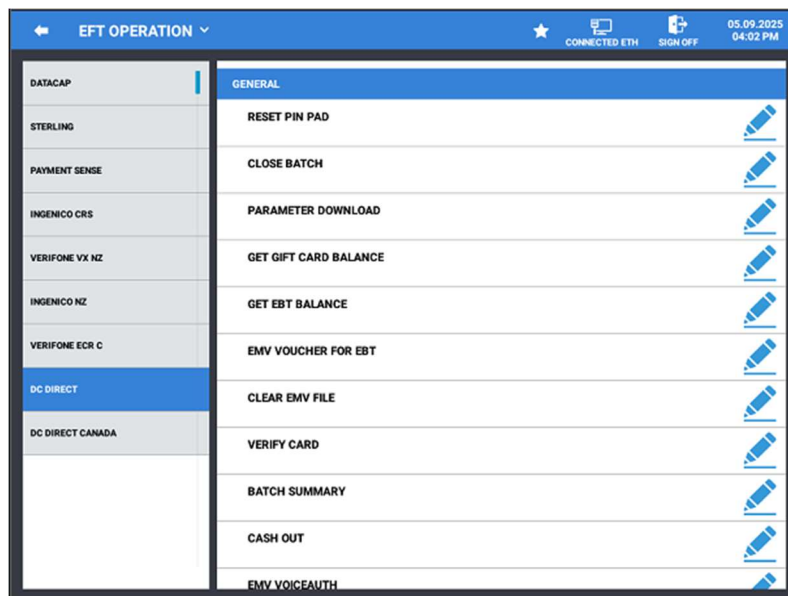 EFT OPERATION
CONNECTED ETH
SIGN OFF
05.09.2025
04:02 PM
DATACAP
STERLING
PAYMENT SENSE
INGENICO CRS
VERIFONE VX NZ
INGENICO NZ
VERIFONE ECR C
DC DIRECT
DC DIRECT CANADA
GENERAL
RESET PIN PAD
CLOSE BATCH
PARAMETER DOWNLOAD
GET GIFT CARD BALANCE
GET EBT BALANCE
EMV VOUCHER FOR EBT
CLEAR EMV FILE
VERIFY CARD
BATCH SUMMARY
CASH OUT
EMV VOICEAUTH